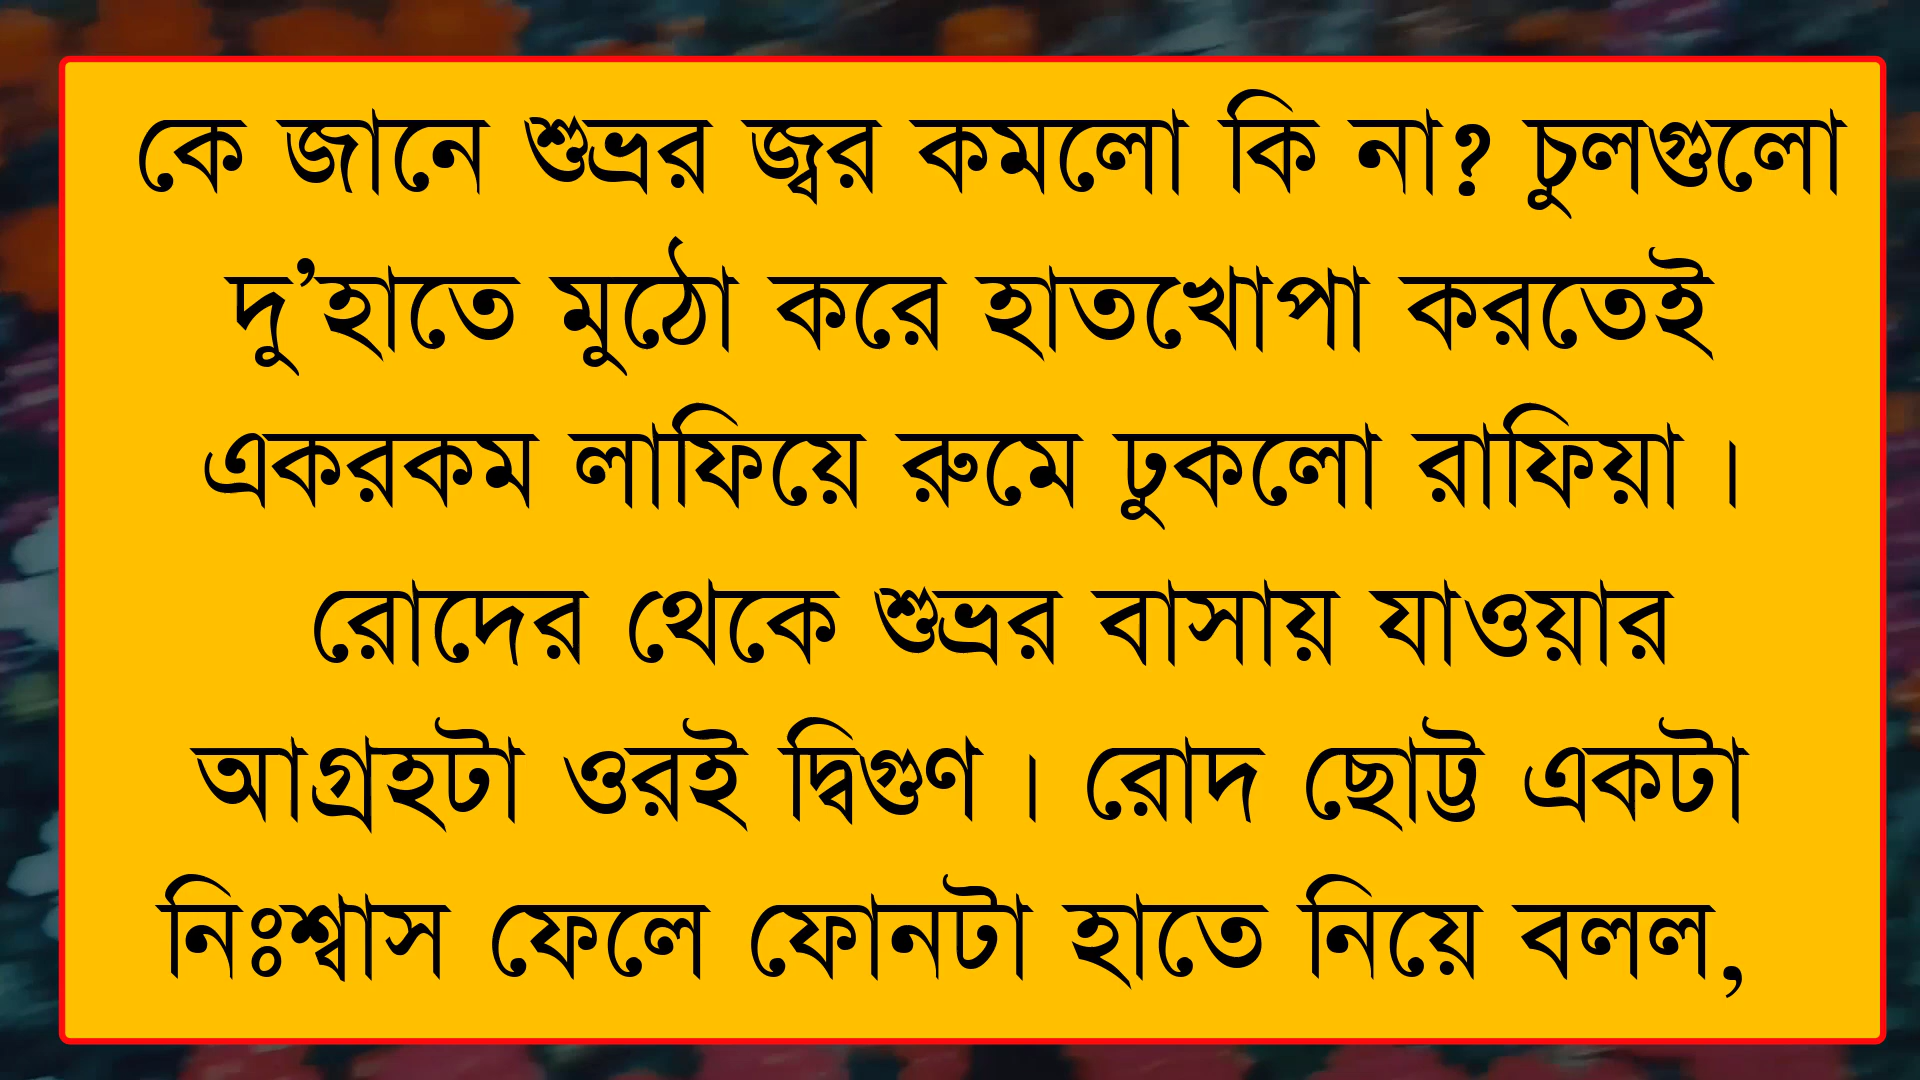 কে জানে শুভ্রর জ্বর কমলো কি না? চুলগুলো
দু’হাতে মুঠো করে হাতখোপা করতেই
একরকম লাফিয়ে রুমে ঢুকলো রাফিয়া ।
রোদের থেকে শুভ্রর বাসায় যাওয়ার
আগ্রহটা ওরই দ্বিগুণ । রোদ ছোট্ট একটা
নিঃশ্বাস ফেলে ফোনটা হাতে নিয়ে বলল,